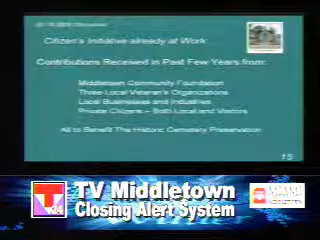 Citizen's Initiative already at Work
Contributions Received in Past Few Years from:
Middletown Community Foundation
Three Local Veteran's Organizations
Local Businesses and Industries
Private Citizens – Both Local and Visitors
All to Benefit The Historic Cemetery Preservation
15
TV Middletown
24
Closing Alert System